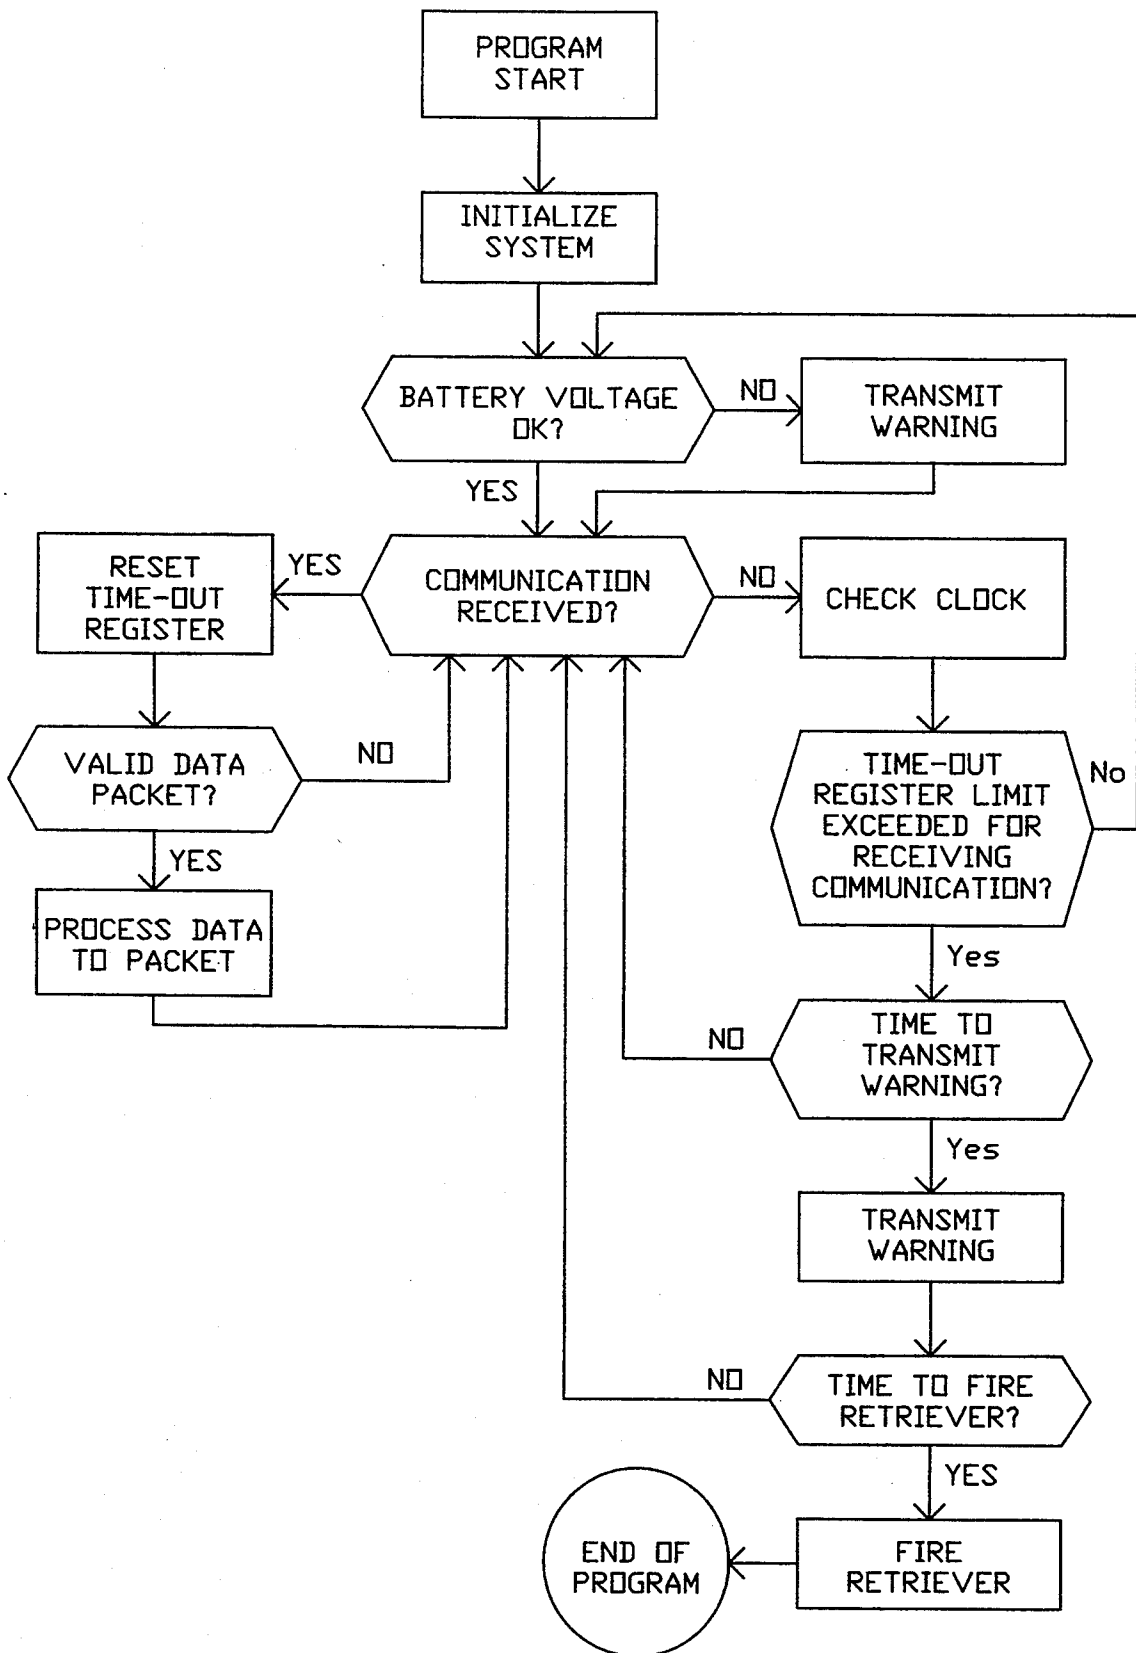 PROGRAM
START
INITIALIZE
SYSTEM
BATTERY VOLTAGE
OK?
NO
TRANSMIT
WARNING
YES
RESET
TIME-OUT
REGISTER
YES
COMMUNICATION
RECEIVED?
NO
CHECK CLOCK
VALID DATA
PACKET?
NO
TIME-OUT
REGISTER LIMIT
EXCEEDED FOR
RECEIVING
COMMUNICATION?
No
YES
PROCESS DATA
TO PACKET
Yes
NO
TIME TO
TRANSMIT
WARNING?
Yes
TRANSMIT
WARNING
NO
TIME TO FIRE
RETRIEVER?
YES
END OF
PROGRAM
FIRE
RETRIEVER